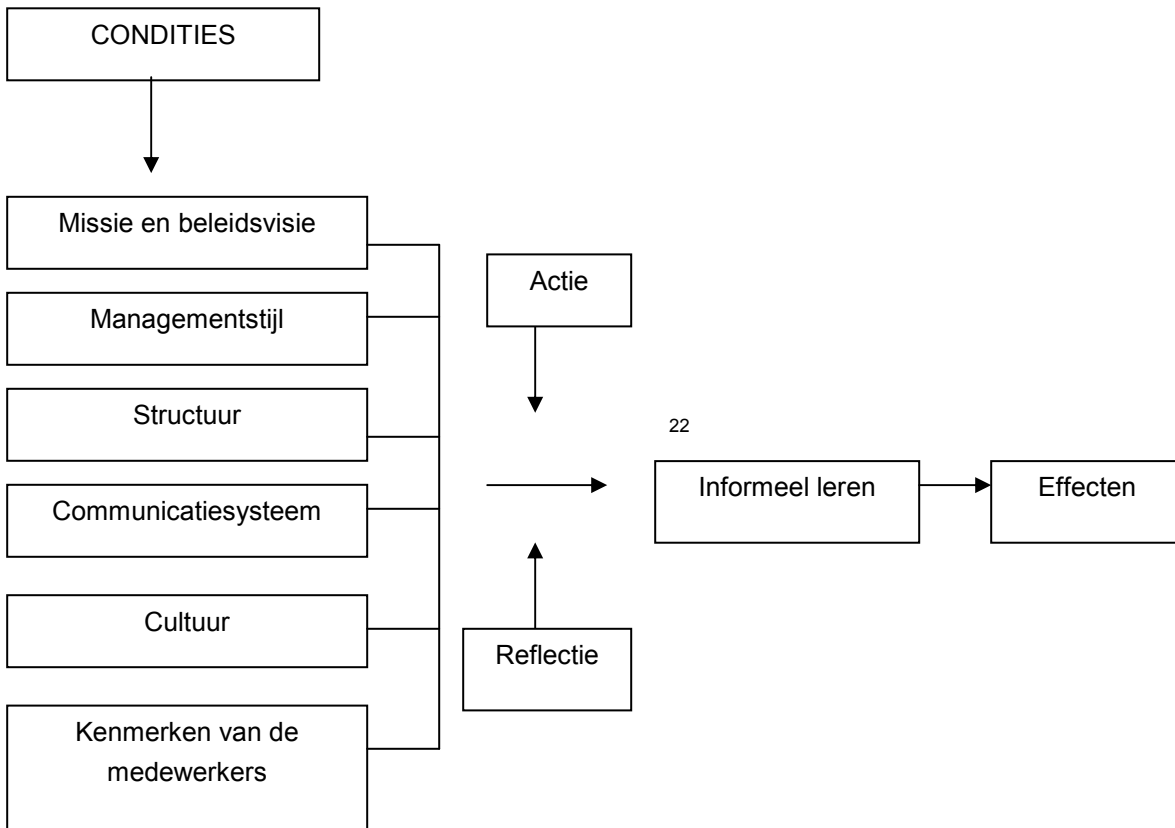 CONDITIES
Missie en beleidsvisie
Managementstijl
Structuur
Communicatiesysteem
Cultuur
Kenmerken van de
medewerkers
Actie
Reflectie
22
Informeel leren
Effecten